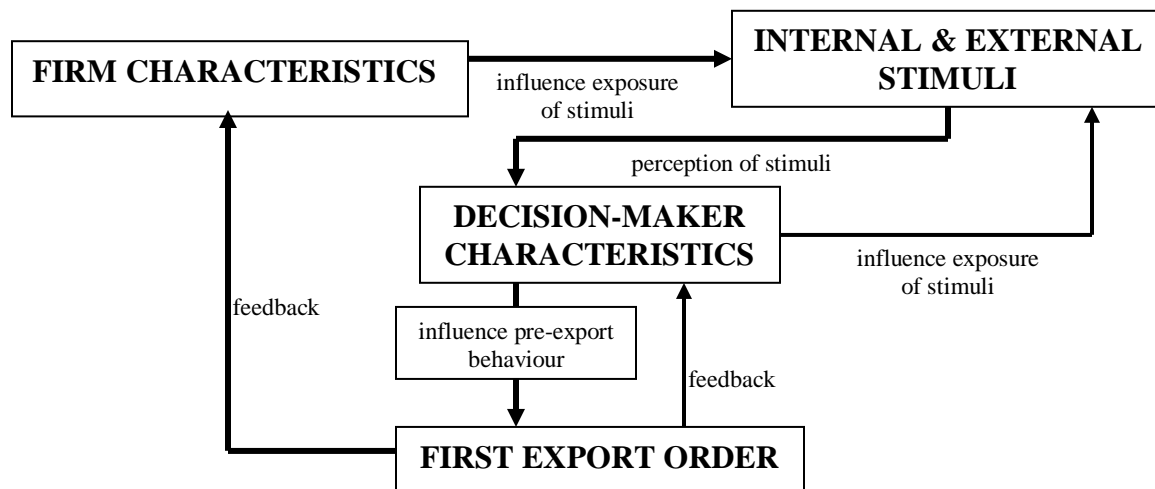 FIRM CHARACTERISTICS
influence exposure
of stimuli
INTERNAL & EXTERNAL
STIMULI
perception of stimuli
DECISION-MAKER
CHARACTERISTICS
influence exposure
of stimuli
feedback
influence pre-export
behaviour
feedback
FIRST EXPORT ORDER